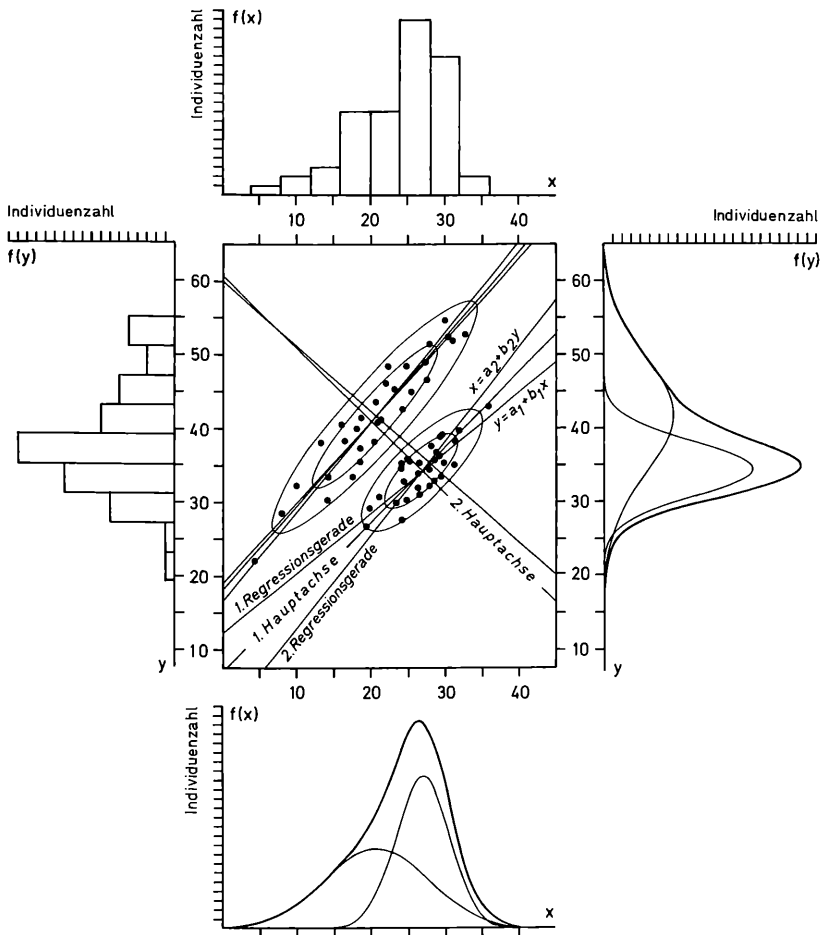 Individuenzahl
f(x)
x
10 20 30 40
Individuenzahl
f(y)
Individuenzahl
f(y)
60
50
40
30
20
10
y
60
50
40
30
20
10
y
x=a₂+b₂y
y=a₁+b₁x
1. Regressionsgerade
1. Hauptachse
2. Regressionsgerade
2. Hauptachse
10 20 30 40
Individuenzahl
f(x)
x